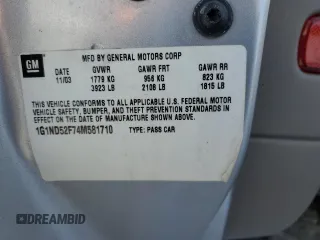 GM
MFD BY GENERAL MOTORS CORP
DATE GVWR GAWR FRT GAWR RR
11/03 1779 KG 956 KG 823 KG
3923 LB 2108 LB 1815 LB
THIS VEHICLE CONFORMS TO ALL APPLICABLE U.S. FEDERAL MOTOR
VEHICLE SAFETY, BUMPER, AND THEFT PREVENTION STANDARDS
IN EFFECT ON THE DATE OF MANUFACTURE SHOWN ABOVE.
1G1ND52F74M581710 TYPE: PASS CAR